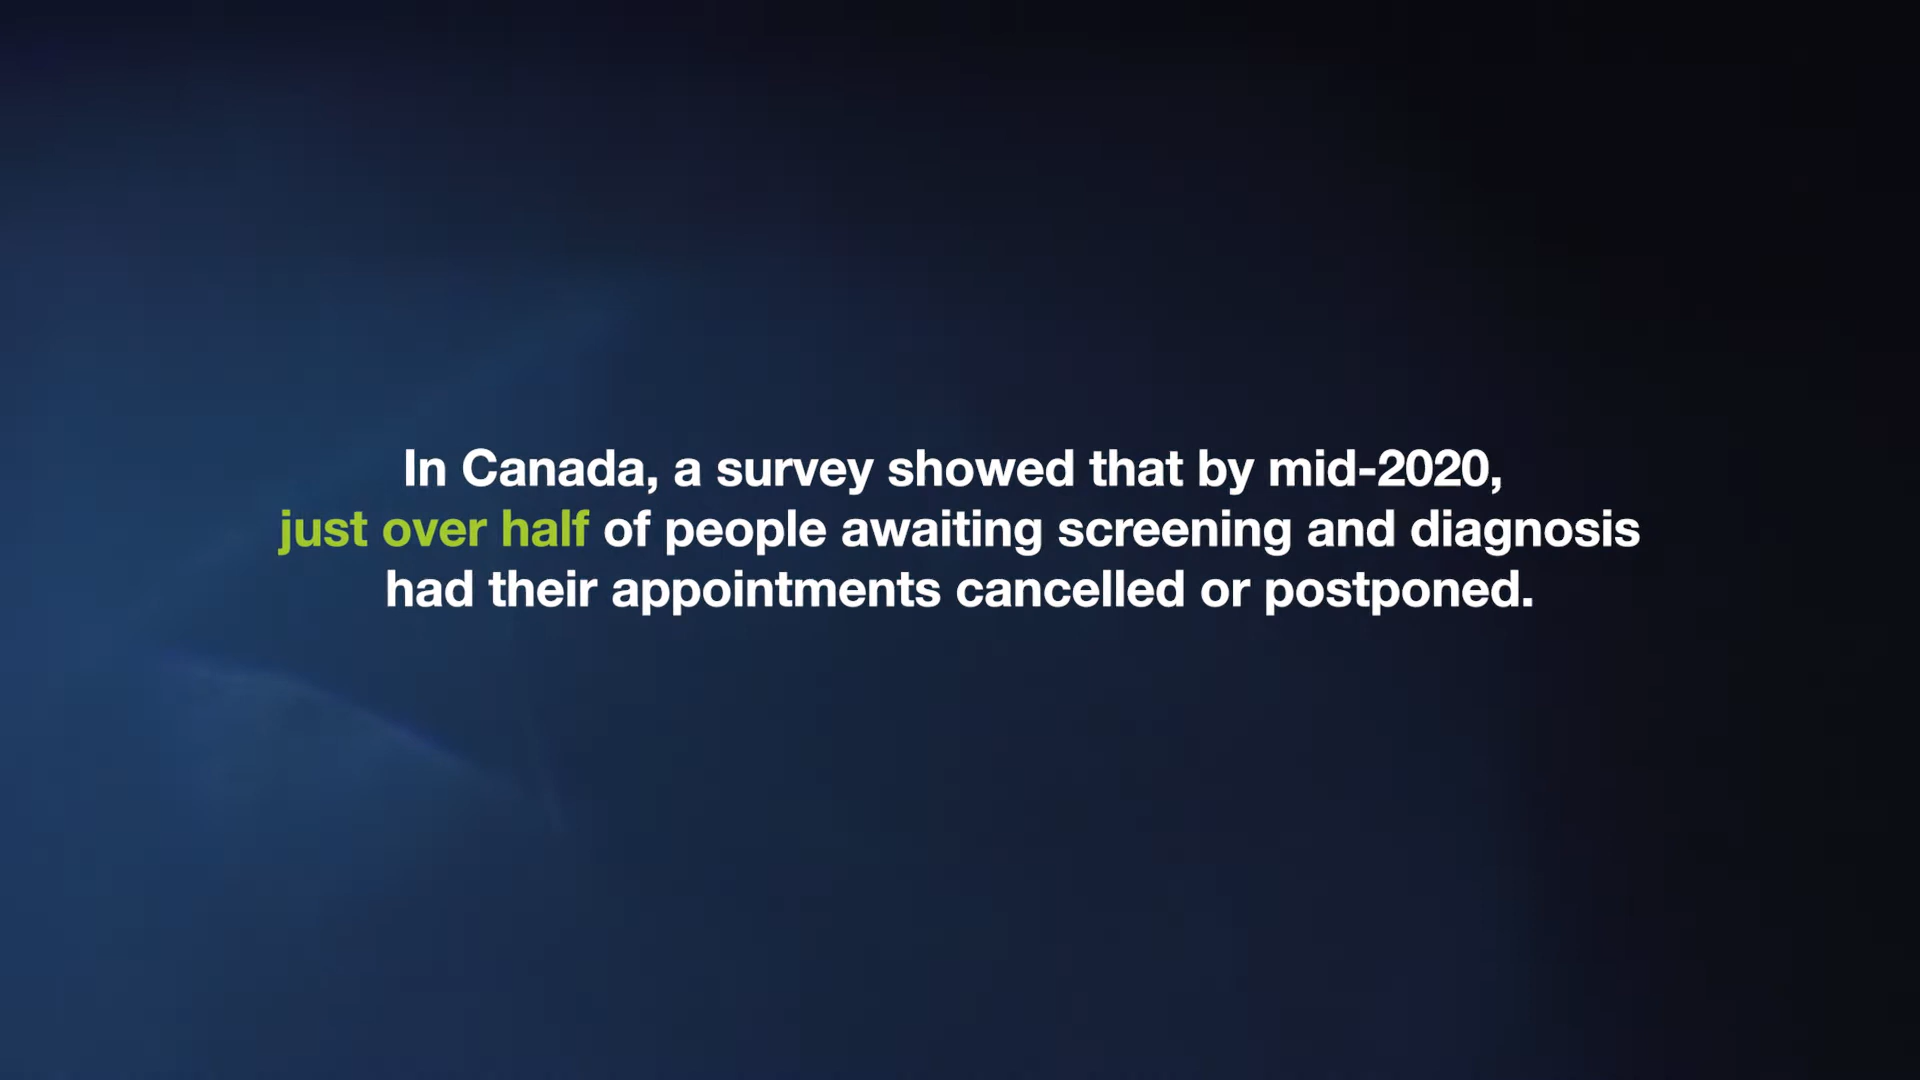 In Canada, a survey showed that by mid-2020,
just over half of people awaiting screening and diagnosis
had their appointments cancelled or postponed.